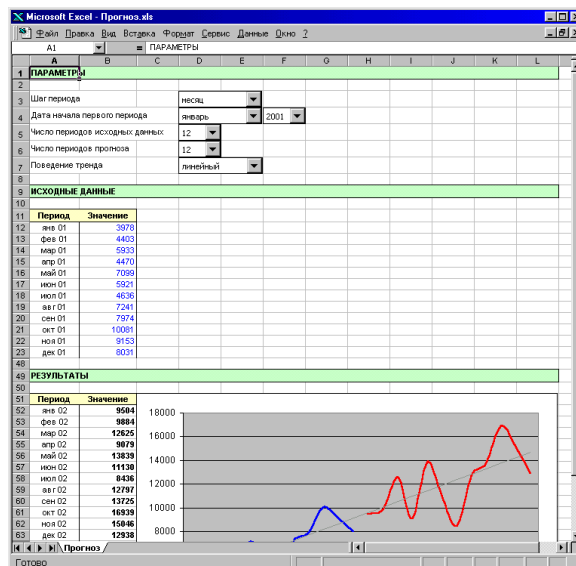 Microsoft Excel - Прогноз.xls
Файл Правка Вид Вставка Формат Сервис Данные Окно ?
A1 = ПАРАМЕТРЫ
A B C D E F G H I J K L
1 ПАРАМЕТРЫ
2
3 Шаг периода месяц
4 Дата начала первого периода январь 2001
5 Число периодов исходных данных 12
6 Число периодов прогноза 12
7 Поведение тренда линейный
8
9 ИСХОДНЫЕ ДАННЫЕ
10
11 Период Значение
12 янв 01 3978
13 фев 01 4403
14 мар 01 5933
15 апр 01 4470
16 май 01 7099
17 июн 01 5921
18 июл 01 4636
19 авг 01 7241
20 сен 01 7974
21 окт 01 10081
22 ноя 01 9153
23 дек 01 8031
48
49 РЕЗУЛЬТАТЫ
50
51 Период Значение
52 янв 02 9504
53 фев 02 9884
54 мар 02 12625
55 апр 02 9079
56 май 02 13839
57 июн 02 11130
58 июл 02 8436
59 авг 02 12797
60 сен 02 13725
61 окт 02 16939
62 ноя 02 15046
63 дек 02 12938
18000
16000
14000
12000
10000
8000
Прогноз
Готово